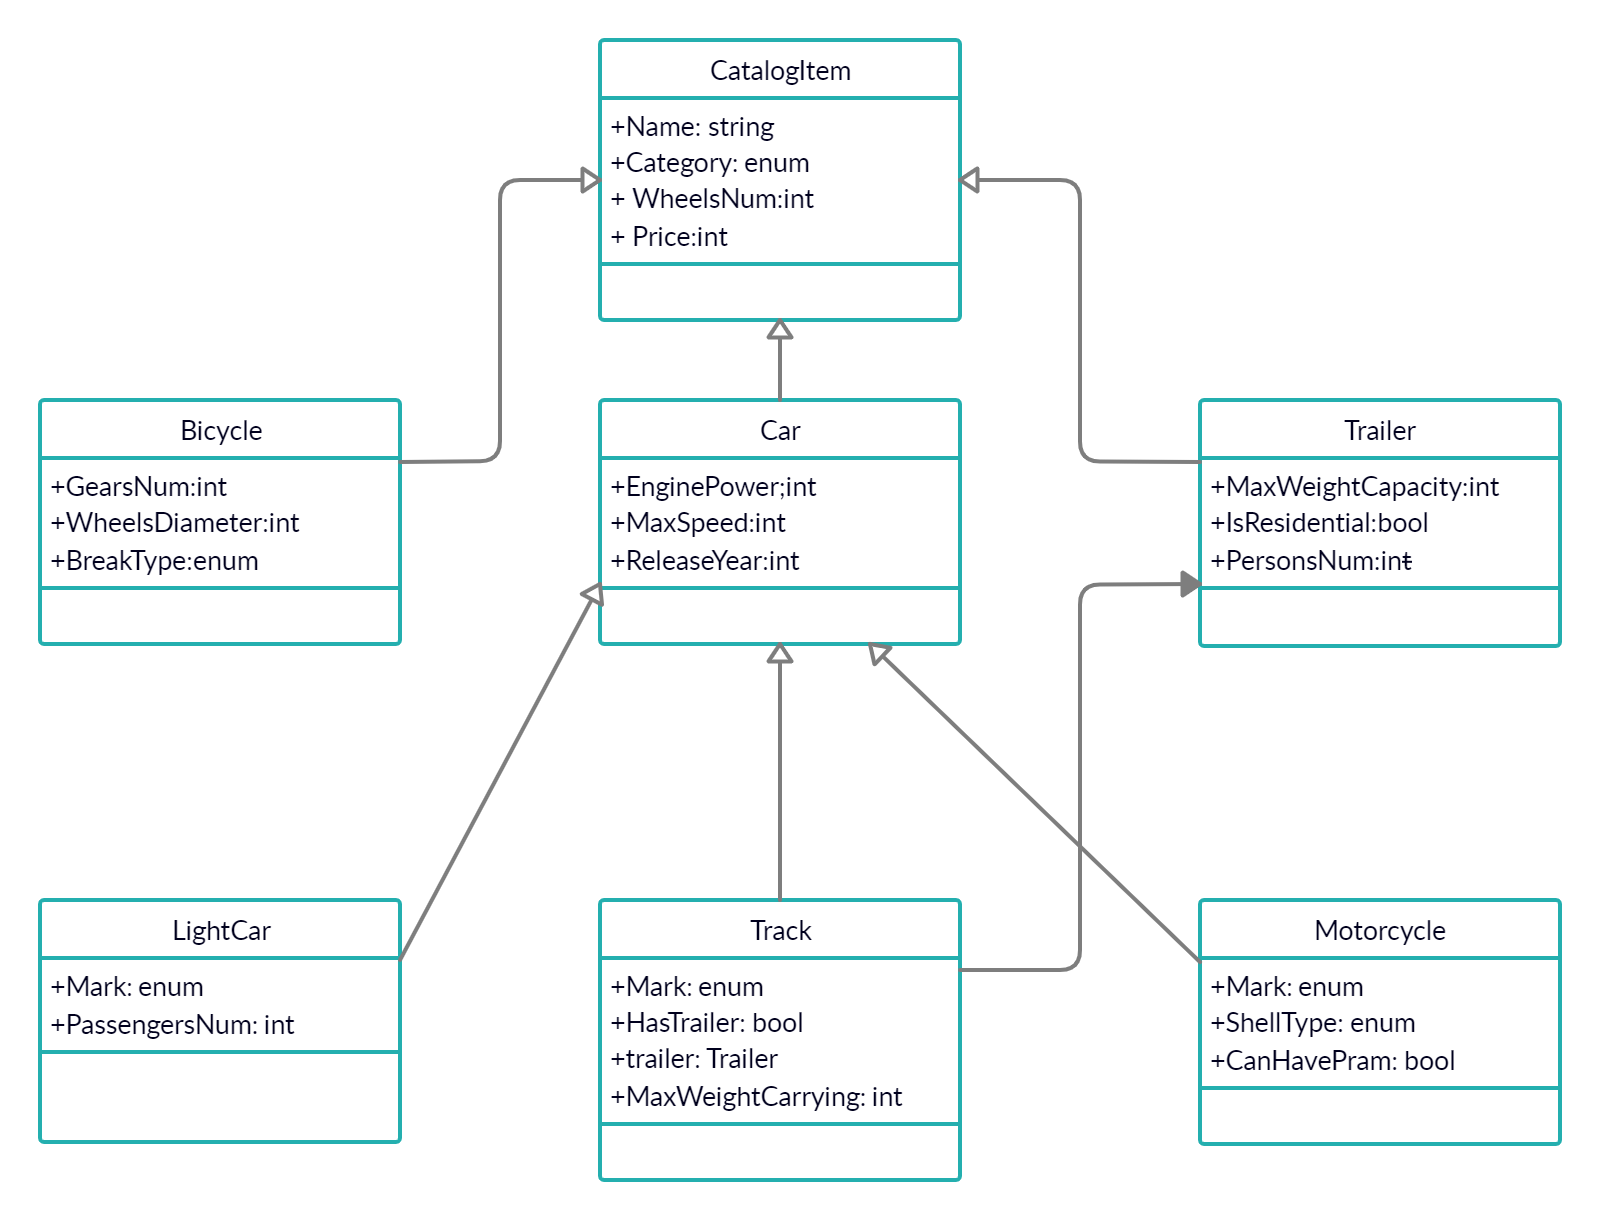 CatalogItem
+Name: string
+Category: enum
+ WheelsNum:int
+ Price:int
Bicycle
+GearsNum:int
+WheelsDiameter:int
+BreakType:enum
Car
+EnginePower;int
+MaxSpeed:int
+ReleaseYear:int
Trailer
+MaxWeightCapacity:int
+IsResidential:bool
+PersonsNum:int
LightCar
+Mark: enum
+PassengersNum: int
Track
+Mark: enum
+HasTrailer: bool
+trailer: Trailer
+MaxWeightCarrying: int
Motorcycle
+Mark: enum
+ShellType: enum
+CanHavePram: bool